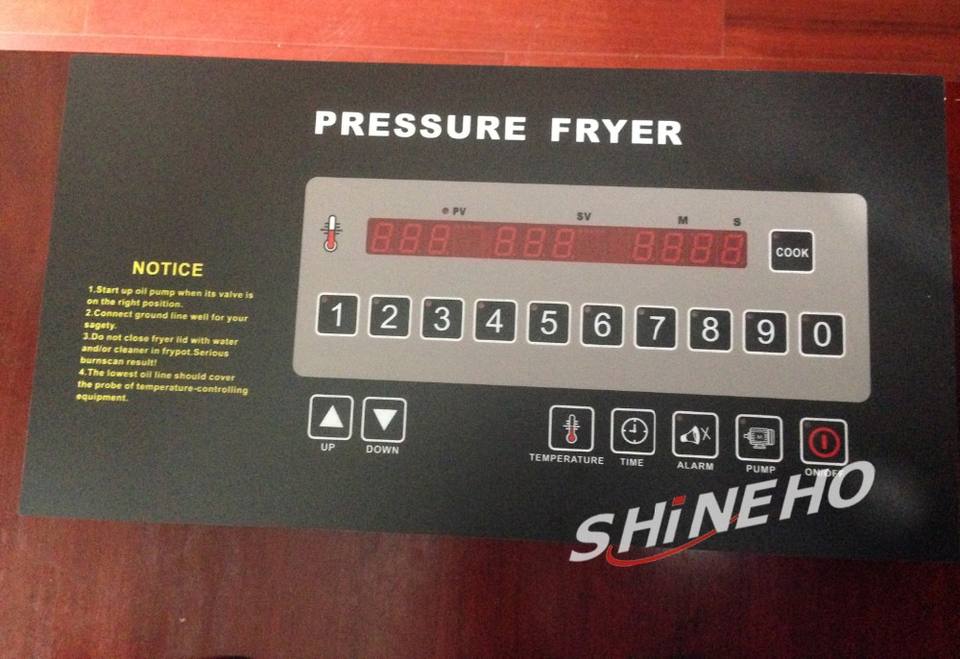 PRESSURE FRYER
PV SV M S
888 888 8888
COOK
1 2 3 4 5 6 7 8 9 0
NOTICE
1.Start up oil pump when its valve is
on the right position.
2.Connect ground line well for your
sagety.
3.Do not close fryer lid with water
and/or cleaner in frypot.Serious
burnscan result!
4.The lowest oil line should cover
the probe of temperature-controlling
equipment.
UP DOWN
TEMPERATURE TIME ALARM PUMP ON/OFF
SHiNEHO